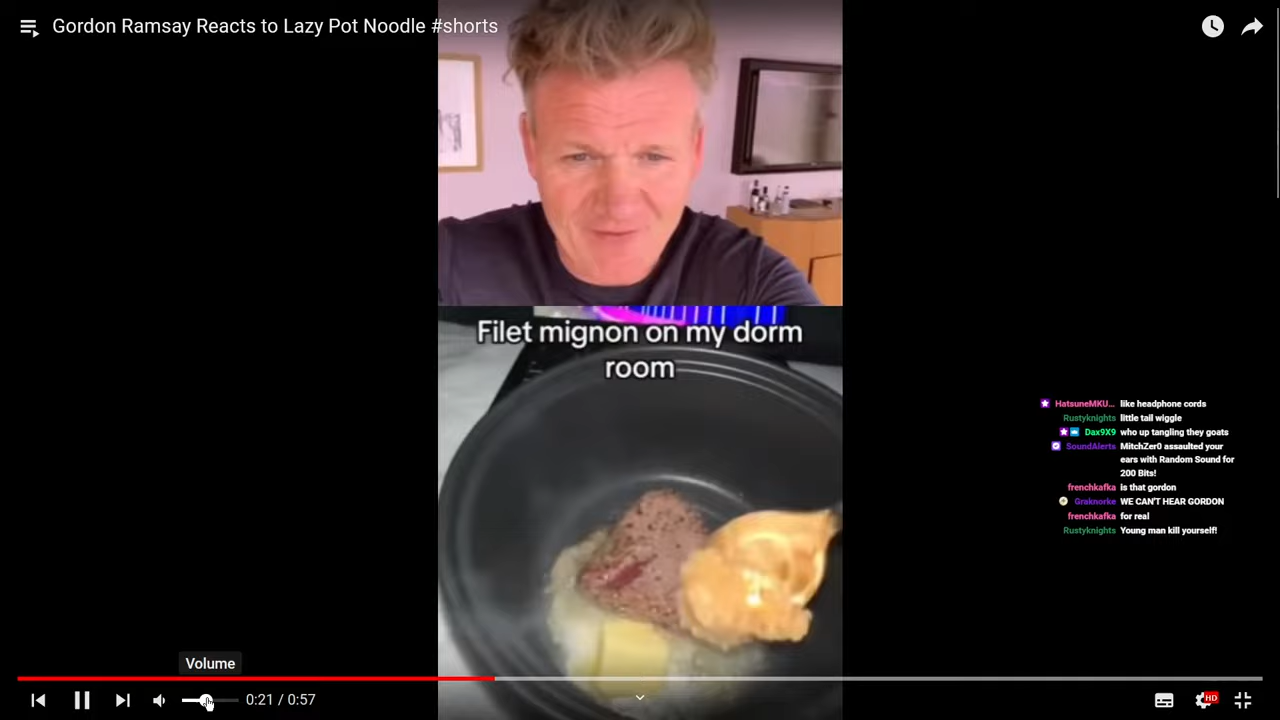 Gordon Ramsay Reacts to Lazy Pot Noodle #shorts
Filet mignon on my dorm
room
HatsuneMKU... like headphone cords
Rustyknights little tail wiggle
Dax9X9 who up tangling they goats
SoundAlerts MitchZer0 assaulted your
ears with Random Sound for
200 Bits!
frenchkafka is that gordon
Graknorke WE CAN'T HEAR GORDON
frenchkafka for real
Rustyknights Young man kill yourself!
Volume
0:21 / 0:57
HD